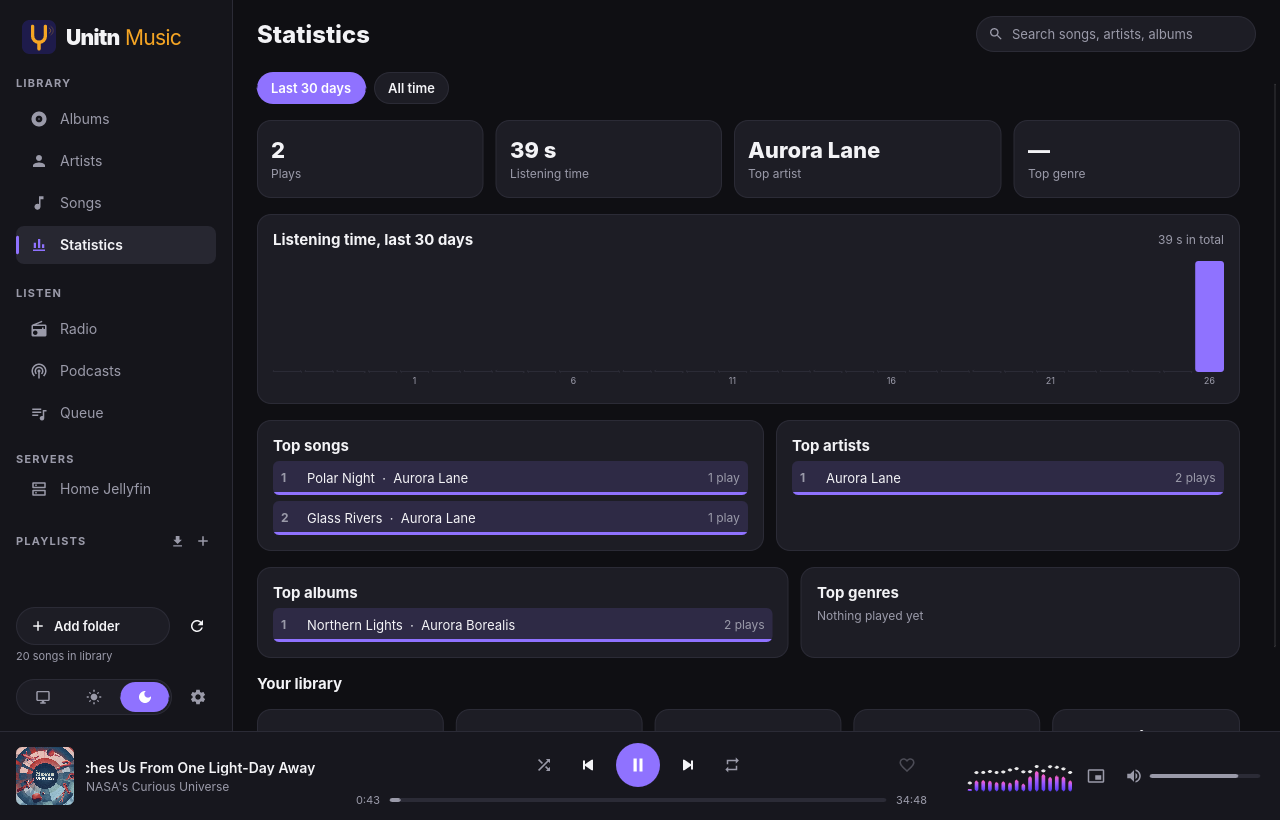 Unitn Music
LIBRARY
Albums
Artists
Songs
Statistics
LISTEN
Radio
Podcasts
Queue
SERVERS
Home Jellyfin
PLAYLISTS
Add folder
20 songs in library
Statistics
Search songs, artists, albums
Last 30 days
All time
2
Plays
39 s
Listening time
Aurora Lane
Top artist
—
Top genre
Listening time, last 30 days
39 s in total
1 6 11 16 21 26
Top songs
1 Polar Night · Aurora Lane 1 play
2 Glass Rivers · Aurora Lane 1 play
Top artists
1 Aurora Lane 2 plays
Top albums
1 Northern Lights · Aurora Borealis 2 plays
Top genres
Nothing played yet
Your library
ches Us From One Light-Day Away
NASA's Curious Universe
0:43
34:48